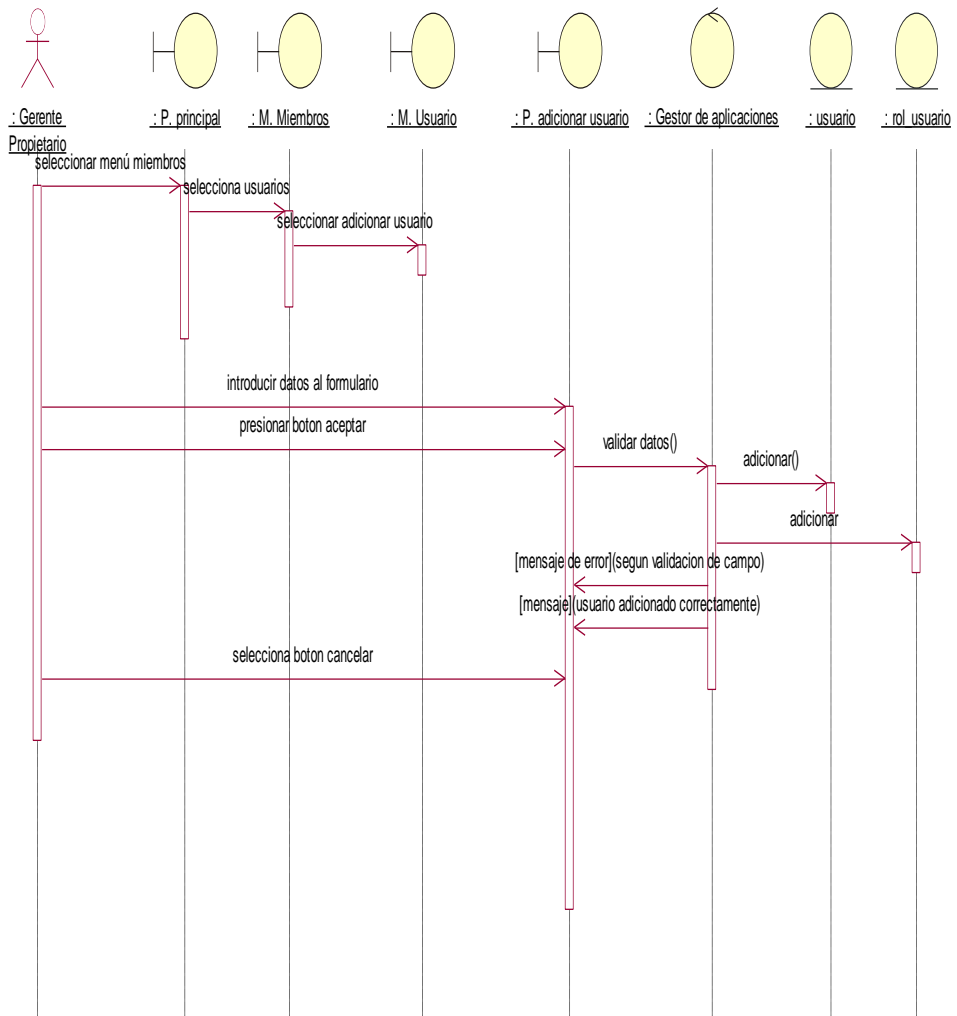 : Gerente
Propietario
: P. principal
: M. Miembros
: M. Usuario
: P. adicionar usuario
: Gestor de aplicaciones
: usuario
: rol_usuario
seleccionar menú miembros
selecciona usuarios
seleccionar adicionar usuario
introducir datos al formulario
presionar boton aceptar
validar datos()
adicionar()
adicionar
[mensaje de error](segun validacion de campo)
[mensaje](usuario adicionado correctamente)
selecciona boton cancelar